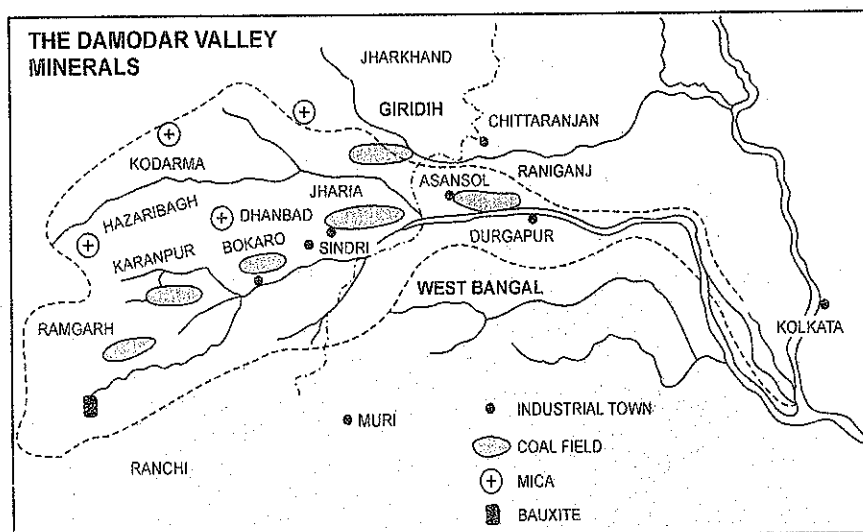 THE DAMODAR VALLEY
MINERALS
JHARKHAND
GIRIDIH
CHITTARANJAN
KODARMA
RANIGANJ
ASANSOL
JHARIA
HAZARIBAGH
DHANBAD
DURGAPUR
BOKARO
SINDRI
KARANPUR
WEST BANGAL
RAMGARH
KOLKATA
INDUSTRIAL TOWN
MURI
COAL FIELD
RANCHI
MICA
BAUXITE